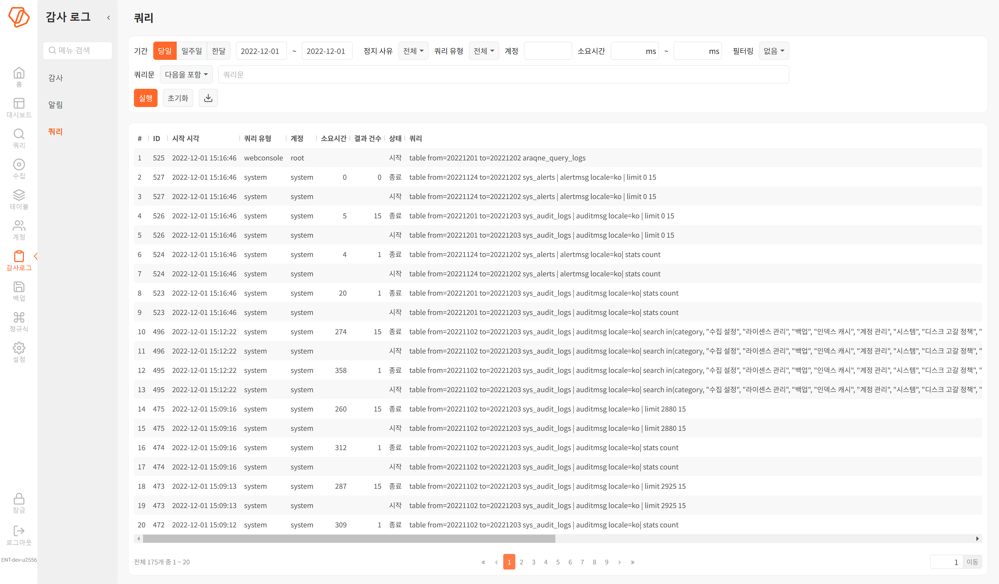 감사 로그
메뉴 검색
감사
알림
쿼리
홈
대시보드
쿼리
수집
테이블
계정
감사로그
백업
정규식
설정
잠금
로그아웃
ENT-dev-u2556
쿼리
기간 당일 일주일 한달 2022-12-01 ~ 2022-12-01 정지 사유 전체 쿼리 유형 전체 계정 소요시간 ms ~ ms 필터링 없음
쿼리문 다음을 포함 쿼리문
실행 초기화
# ID 시작 시각 쿼리 유형 계정 소요시간 결과 건수 상태 쿼리
1 525 2022-12-01 15:16:46 webconsole root 시작 table from=20221201 to=20221202 araqne_query_logs
2 527 2022-12-01 15:16:46 system system 0 0 종료 table from=20221124 to=20221202 sys_alerts | alertmsg locale=ko | limit 0 15
3 527 2022-12-01 15:16:46 system system 시작 table from=20221124 to=20221202 sys_alerts | alertmsg locale=ko | limit 0 15
4 526 2022-12-01 15:16:46 system system 5 15 종료 table from=20221201 to=20221203 sys_audit_logs | auditmsg locale=ko | limit 0 15
5 526 2022-12-01 15:16:46 system system 시작 table from=20221201 to=20221203 sys_audit_logs | auditmsg locale=ko | limit 0 15
6 524 2022-12-01 15:16:46 system system 4 1 종료 table from=20221124 to=20221202 sys_alerts | alertmsg locale=ko| stats count
7 524 2022-12-01 15:16:46 system system 시작 table from=20221124 to=20221202 sys_alerts | alertmsg locale=ko| stats count
8 523 2022-12-01 15:16:46 system system 20 1 종료 table from=20221201 to=20221203 sys_audit_logs | auditmsg locale=ko| stats count
9 523 2022-12-01 15:16:46 system system 시작 table from=20221201 to=20221203 sys_audit_logs | auditmsg locale=ko| stats count
10 496 2022-12-01 15:12:22 system system 274 15 종료 table from=20221102 to=20221203 sys_audit_logs | auditmsg locale=ko| search in(category, "수집 설정", "라이센스 관리", "백업", "인덱스 캐시", "계정 관리", "시스템", "디스크 고갈 정책", "
11 496 2022-12-01 15:12:22 system system 시작 table from=20221102 to=20221203 sys_audit_logs | auditmsg locale=ko| search in(category, "수집 설정", "라이센스 관리", "백업", "인덱스 캐시", "계정 관리", "시스템", "디스크 고갈 정책", "
12 495 2022-12-01 15:12:22 system system 358 1 종료 table from=20221102 to=20221203 sys_audit_logs | auditmsg locale=ko| search in(category, "수집 설정", "라이센스 관리", "백업", "인덱스 캐시", "계정 관리", "시스템", "디스크 고갈 정책", "
13 495 2022-12-01 15:12:22 system system 시작 table from=20221102 to=20221203 sys_audit_logs | auditmsg locale=ko| search in(category, "수집 설정", "라이센스 관리", "백업", "인덱스 캐시", "계정 관리", "시스템", "디스크 고갈 정책", "
14 475 2022-12-01 15:09:16 system system 260 15 종료 table from=20221102 to=20221203 sys_audit_logs | auditmsg locale=ko | limit 2880 15
15 475 2022-12-01 15:09:16 system system 시작 table from=20221102 to=20221203 sys_audit_logs | auditmsg locale=ko | limit 2880 15
16 474 2022-12-01 15:09:16 system system 312 1 종료 table from=20221102 to=20221203 sys_audit_logs | auditmsg locale=ko| stats count
17 474 2022-12-01 15:09:16 system system 시작 table from=20221102 to=20221203 sys_audit_logs | auditmsg locale=ko| stats count
18 473 2022-12-01 15:09:13 system system 287 15 종료 table from=20221102 to=20221203 sys_audit_logs | auditmsg locale=ko | limit 2925 15
19 473 2022-12-01 15:09:13 system system 시작 table from=20221102 to=20221203 sys_audit_logs | auditmsg locale=ko | limit 2925 15
20 472 2022-12-01 15:09:12 system system 309 1 종료 table from=20221102 to=20221203 sys_audit_logs | auditmsg locale=ko| stats count
전체 175개 중 1 ~ 20 « ‹ 1 2 3 4 5 6 7 8 9 › » 1 이동